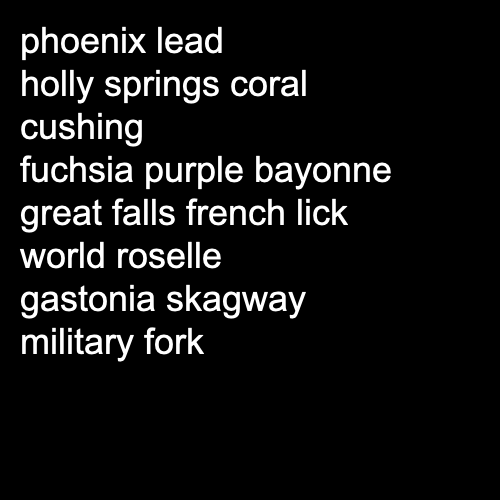 phoenix lead
holly springs coral
cushing
fuchsia purple bayonne
great falls french lick
world roselle
gastonia skagway
military fork